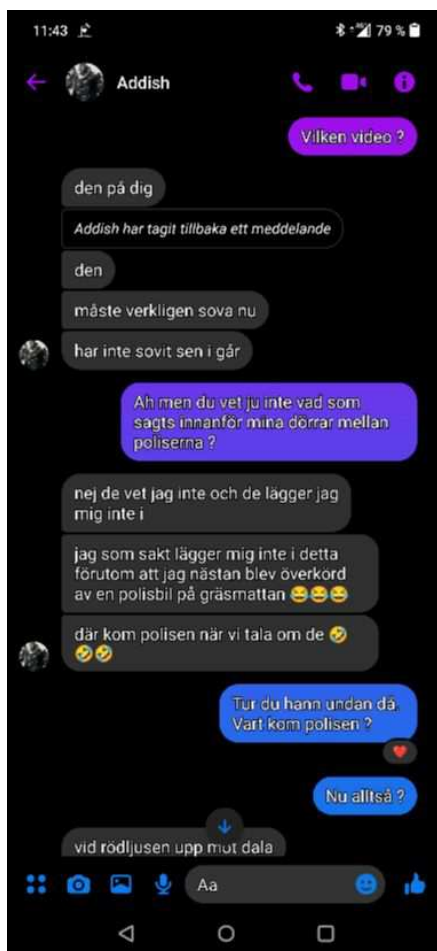 11:43
79 %
Addish
Vilken video ?
den på dig
Addish har tagit tillbaka ett meddelande
den
måste verkligen sova nu
har inte sovit sen i går
Ah men du vet ju inte vad som
sagts innanför mina dörrar mellan
poliserna ?
nej de vet jag inte och de lägger jag
mig inte i
jag som sakt lägger mig inte i detta
förutom att jag nästan blev överkörd
av en polisbil på gräsmattan 😂😂😂
där kom polisen när vi tala om de 🤣
🤣🤣
Tur du hann undan då.
Vart kom polisen ?
Nu alltså ?
vid rödljusen upp mot dala
Aa